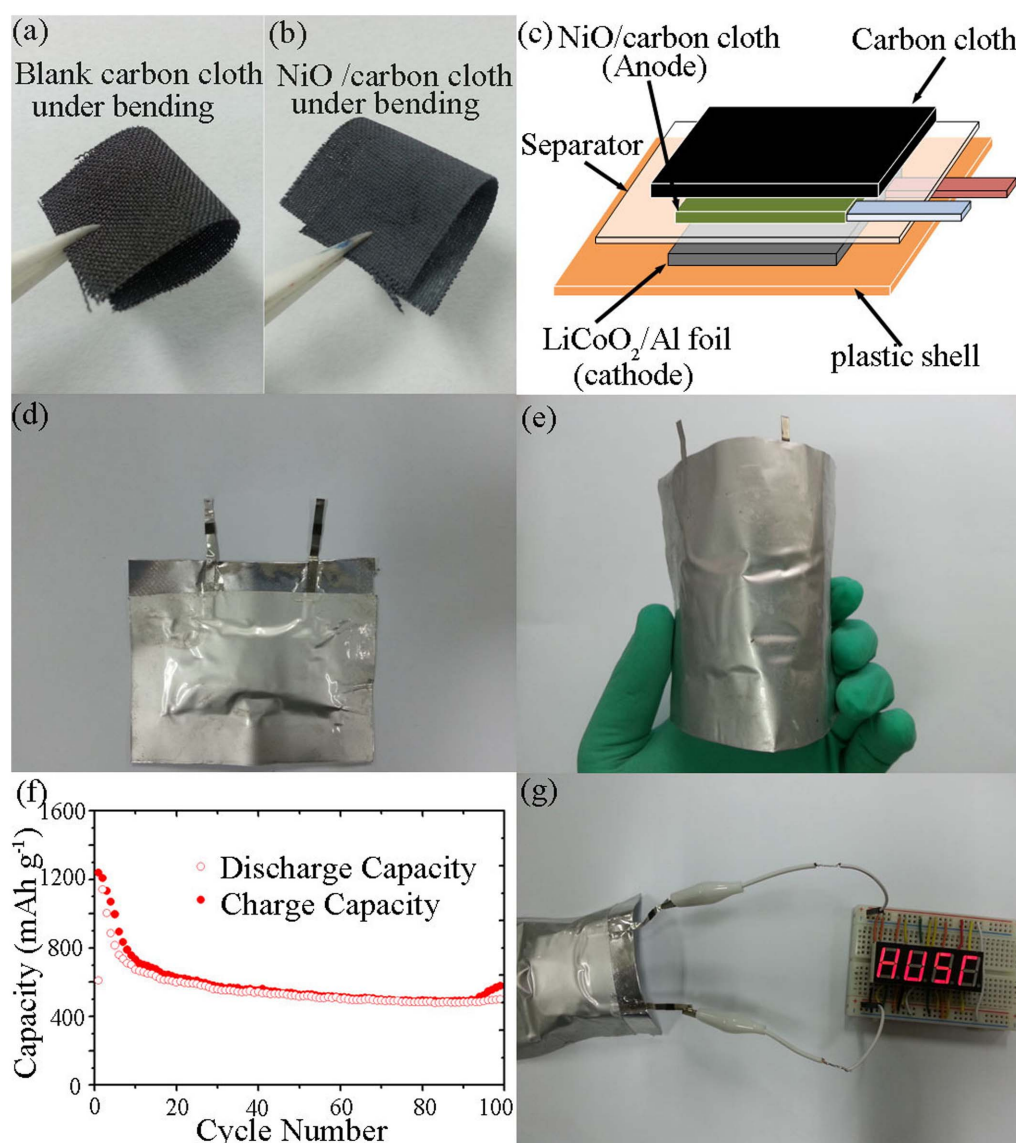 (a)
Blank carbon cloth
under bending
(b)
NiO /carbon cloth
under bending
(c)
NiO/carbon cloth
(Anode)
Carbon cloth
Separator
LiCoO₂/Al foil
(cathode)
plastic shell
(d)
(e)
(f)
1600
1200
800
400
0
Capacity (mAh g⁻¹)
Discharge Capacity
Charge Capacity
0 20 40 60 80 100
Cycle Number
(g)
HUST